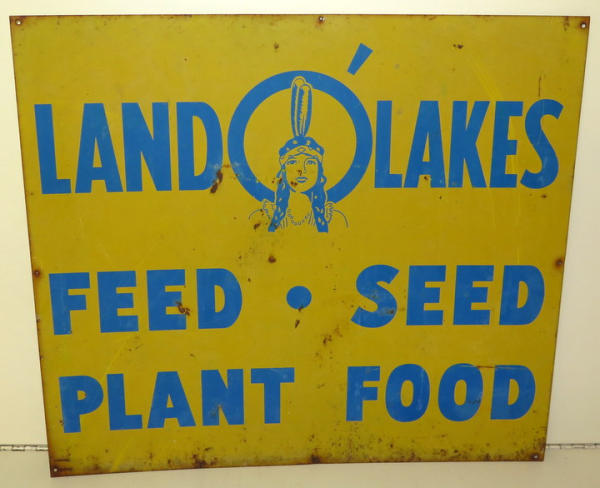 LAND O'LAKES
FEED • SEED
PLANT FOOD